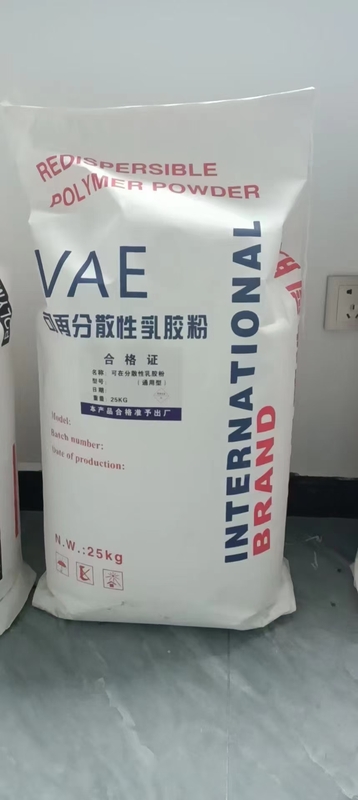 REDISPERSIBLE
POLYMER POWDER
VAE
可再分散性乳胶粉
合格证
名称：可在分散性乳胶粉
型号：（通用型）
日期：
重量：25KG
本产品合格准予出厂
Model:
Batch number:
Date of production:
N.W.:25kg
INTERNATIONAL
BRAND